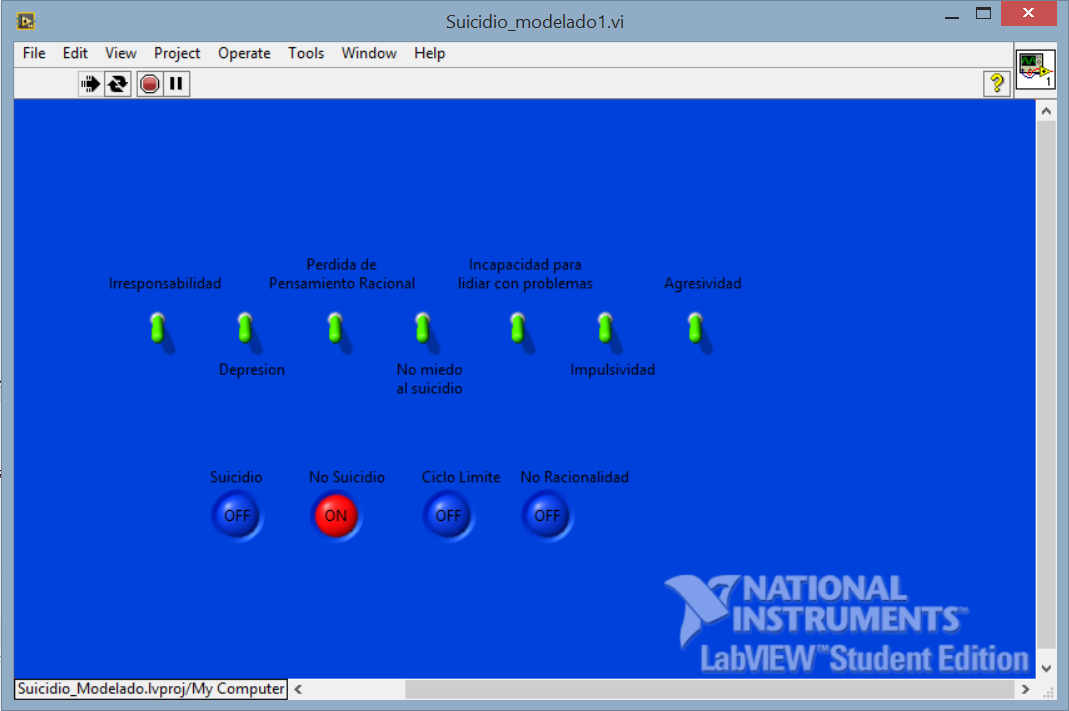 Suicidio_modelado1.vi
File Edit View Project Operate Tools Window Help
1
Perdida de
Pensamiento Racional
Incapacidad para
lidiar con problemas
Irresponsabilidad
Agresividad
Depresion
No miedo
al suicidio
Impulsividad
Suicidio
No Suicidio
Ciclo Limite
No Racionalidad
OFF
ON
OFF
OFF
NATIONAL
INSTRUMENTS™
LabVIEW™ Student Edition
Suicidio_Modelado.lvproj/My Computer